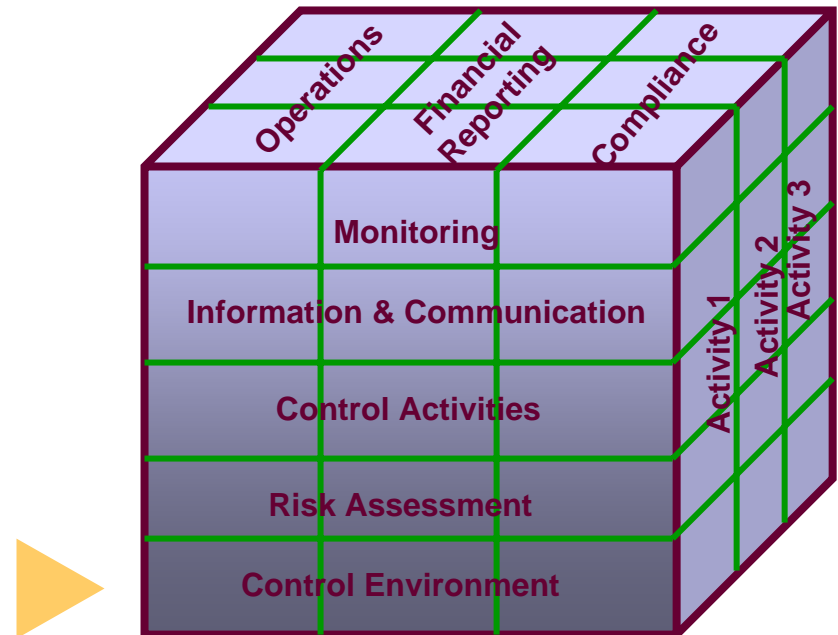 Operations
Financial
Reporting
Compliance
Monitoring
Information & Communication
Control Activities
Risk Assessment
Control Environment
Activity 1
Activity 2
Activity 3